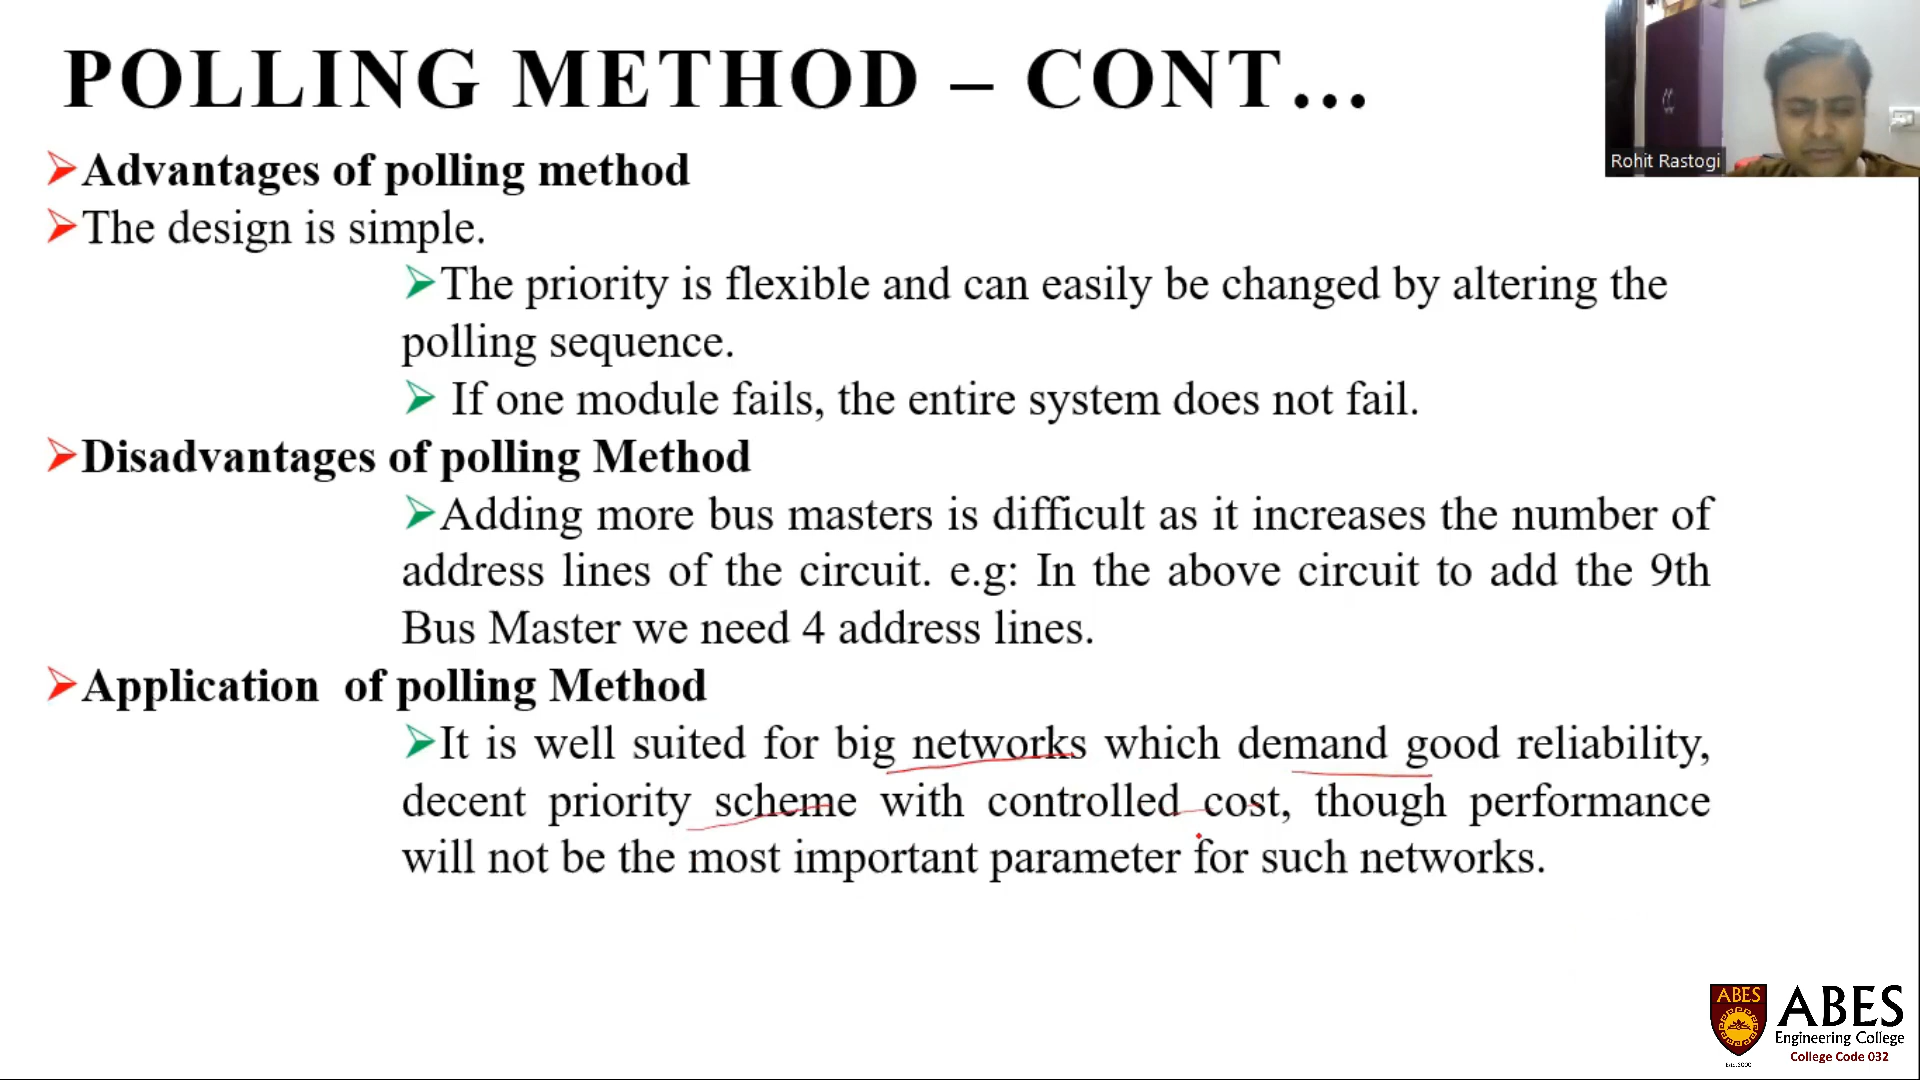 POLLING METHOD – CONT...
Rohit Rastogi
➢Advantages of polling method
➢The design is simple.
➢The priority is flexible and can easily be changed by altering the
polling sequence.
➢ If one module fails, the entire system does not fail.
➢Disadvantages of polling Method
➢Adding more bus masters is difficult as it increases the number of
address lines of the circuit. e.g: In the above circuit to add the 9th
Bus Master we need 4 address lines.
➢Application of polling Method
➢It is well suited for big networks which demand good reliability,
decent priority scheme with controlled cost, though performance
will not be the most important parameter for such networks.
ABES
ABES
Engineering College
College Code 032